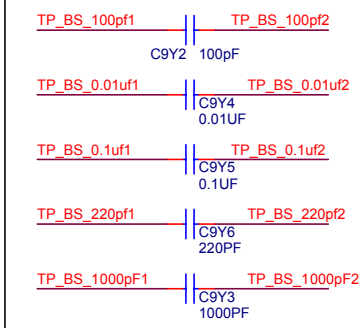 TP_BS_100pf1 TP_BS_100pf2
C9Y2 100pF
TP_BS_0.01uf1 TP_BS_0.01uf2
C9Y4
0.01UF
TP_BS_0.1uf1 TP_BS_0.1uf2
C9Y5
0.1UF
TP_BS_220pf1 TP_BS_220pf2
C9Y6
220PF
TP_BS_1000pF1 TP_BS_1000pF2
C9Y3
1000PF